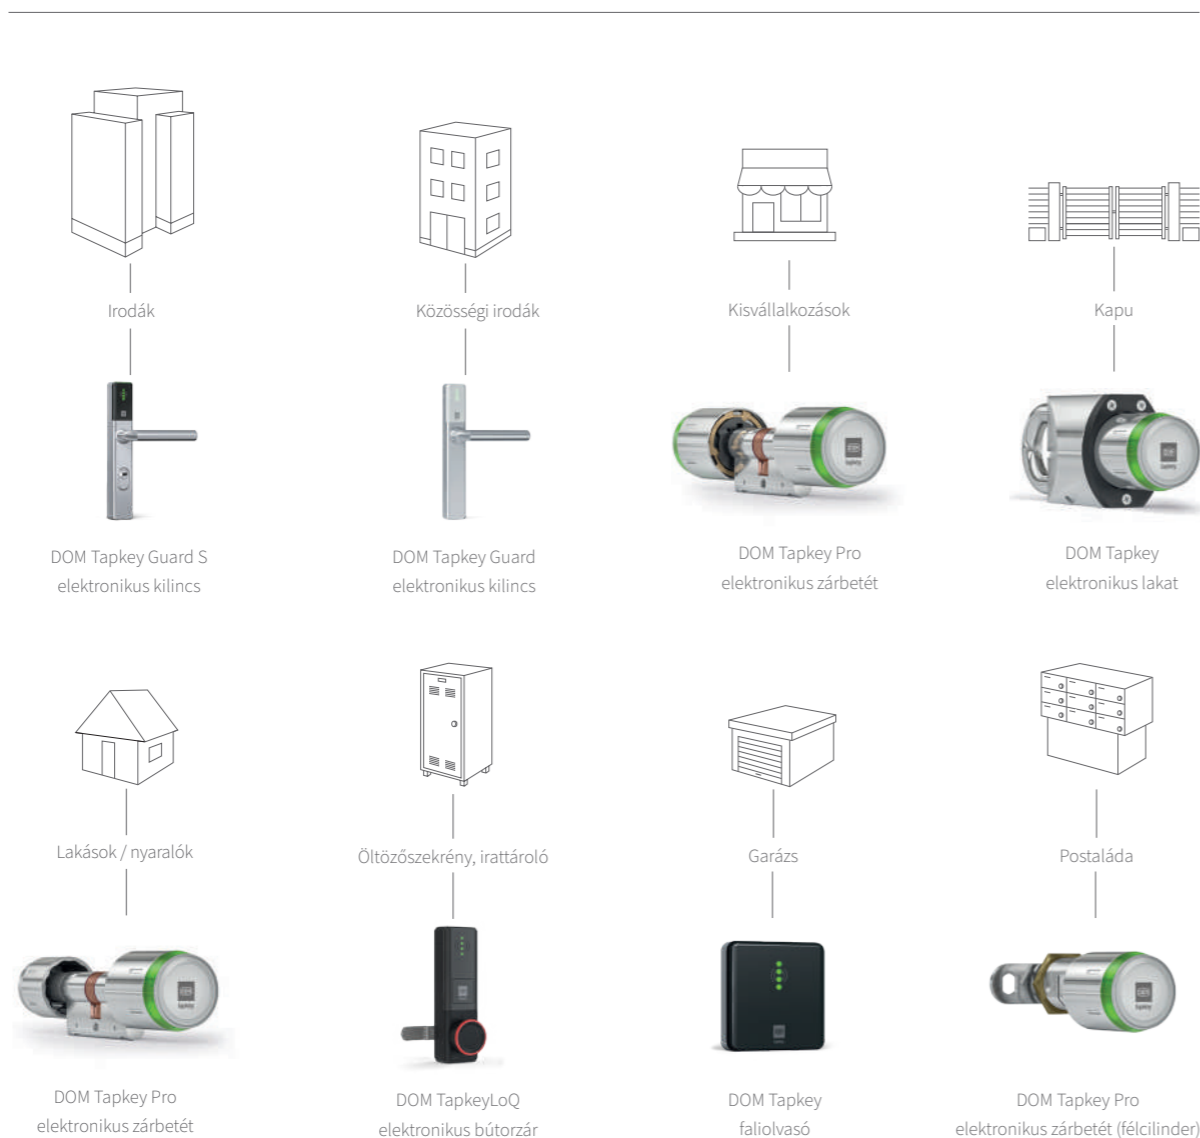 Irodák
Közösségi irodák
Kisvállalkozások
Kapu
DOM Tapkey Guard S
elektronikus kilincs
DOM Tapkey Guard
elektronikus kilincs
DOM Tapkey Pro
elektronikus zárbetét
DOM Tapkey
elektronikus lakat
Lakások / nyaralók
Öltözőszekrény, irattároló
Garázs
Postaláda
DOM Tapkey Pro
elektronikus zárbetét
DOM TapkeyLoQ
elektronikus bútorzár
DOM Tapkey
faliolvasó
DOM Tapkey Pro
elektronikus zárbetét (félcilinder)